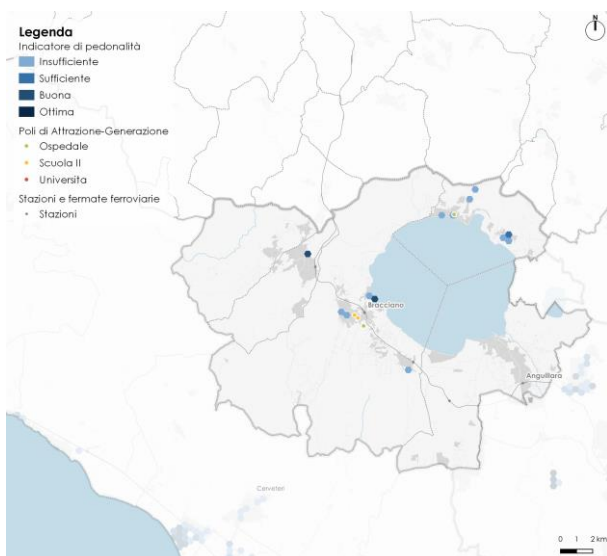 Legenda
Indicatore di pedonalità
Insufficiente
Sufficiente
Buona
Ottima
Poli di Attrazione-Generazione
Ospedale
Scuola II
Universita
Stazioni e fermate ferroviarie
Stazioni
N
Bracciano
Anguillara
Cerveteri
0 1 2 km